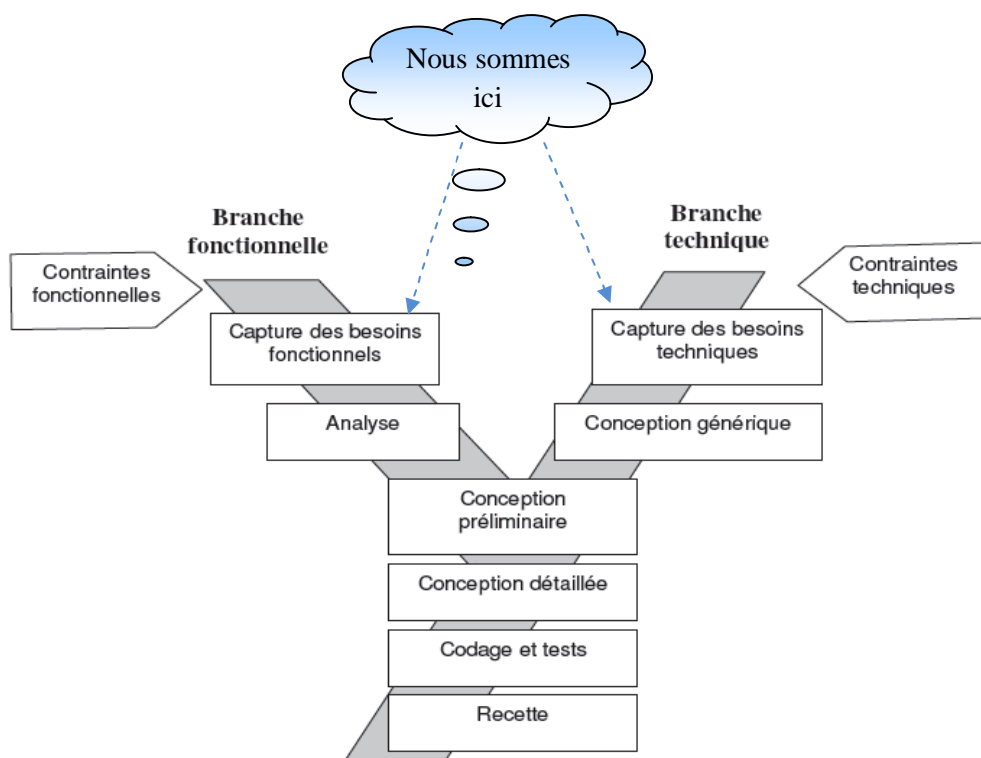 Nous sommes
ici
Branche
fonctionnelle
Branche
technique
Contraintes
fonctionnelles
Contraintes
techniques
Capture des besoins
fonctionnels
Capture des besoins
techniques
Analyse
Conception générique
Conception
préliminaire
Conception détaillée
Codage et tests
Recette